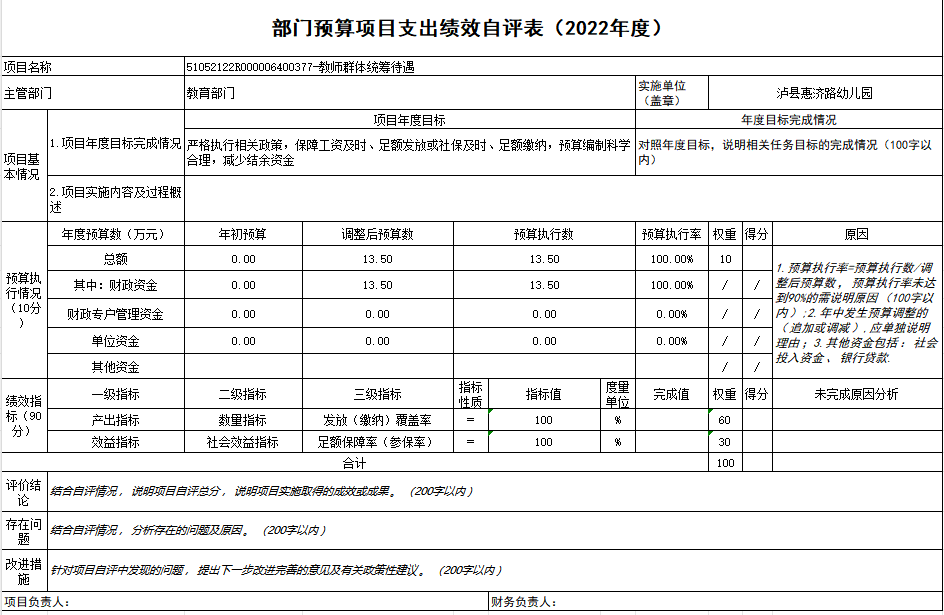 部门预算项目支出绩效自评表（2022年度）
项目名称 51052122R000006400377-教师群体统筹待遇
主管部门 教育部门 实施单位（盖章） 泸县惠济路幼儿园
项目基本情况
1.项目年度目标完成情况
项目年度目标 年度目标完成情况
严格执行相关政策，保障工资及时、足额发放或社保及时、足额缴纳，预算编制科学
合理，减少结余资金
对照年度目标，说明相关任务目标的完成情况（100字以
内）
2.项目实施内容及过程概
述
预算执行情况（10分）
年度预算数（万元） 年初预算 调整后预算数 预算执行数 预算执行率 权重 得分 原因
总额 0.00 13.50 13.50 100.00% 10
其中：财政资金 0.00 13.50 13.50 100.00% / /
财政专户管理资金 0.00 0.00 0.00 0.00% / /
单位资金 0.00 0.00 0.00 0.00% / /
其他资金 / /
1.预算执行率=预算执行数/调
整后预算数，预算执行率未达
到90%的需说明原因（100字以
内）;2.年中发生预算调整的
（追加或调减），应单独说明
理由；3.其他资金包括：社会
投入资金、银行贷款.
绩效指标（90分）
一级指标 二级指标 三级指标 指标性质 指标值 度量单位 完成值 权重 得分 未完成原因分析
产出指标 数量指标 发放（缴纳）覆盖率 = 100 % 60
效益指标 社会效益指标 足额保障率（参保率） = 100 % 30
合计 100
评价结论 结合自评情况，说明项目自评总分，说明项目实施取得的成效或成果。（200字以内）
存在问题 结合自评情况，分析存在的问题及原因。（200字以内）
改进措施 针对项目自评中发现的问题，提出下一步改进完善的意见及有关政策性建议。（200字以内）
项目负责人： 财务负责人：